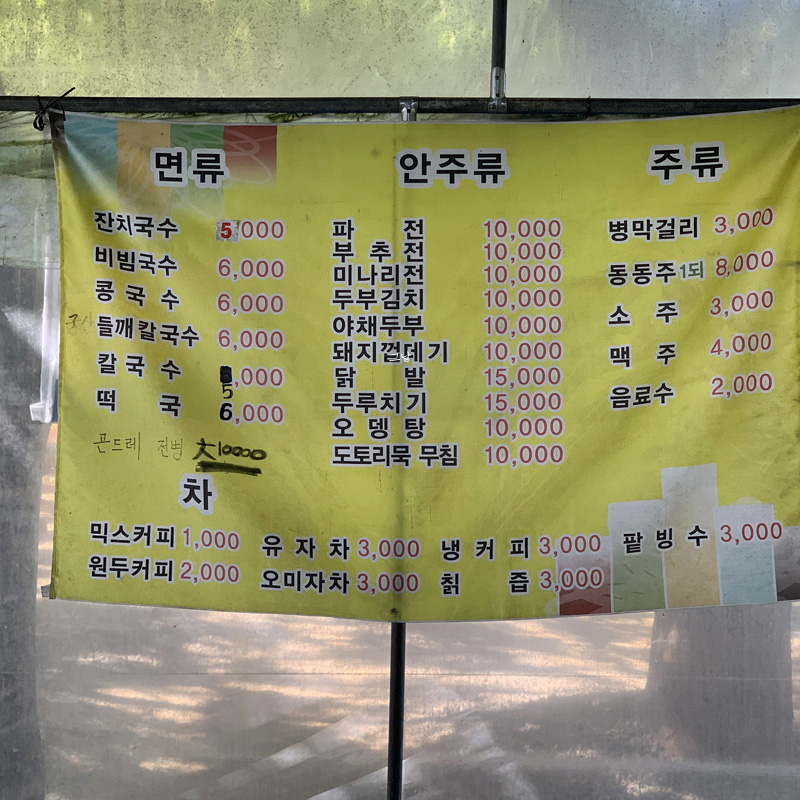 면류
잔치국수 5,000
비빔국수 6,000
콩국수 6,000
들깨칼국수 6,000
칼국수 5,000
떡국 6,000
곤드레 전병 大10000
안주류
파전 10,000
부추전 10,000
미나리전 10,000
두부김치 10,000
야채두부 10,000
돼지껍데기 10,000
닭발 15,000
두루치기 15,000
오뎅탕 10,000
도토리묵 무침 10,000
주류
병막걸리 3,000
동동주1되 8,000
소주 3,000
맥주 4,000
음료수 2,000
차
믹스커피 1,000 유자차 3,000 냉커피 3,000 팥빙수 3,000
원두커피 2,000 오미자차 3,000 칡즙 3,000